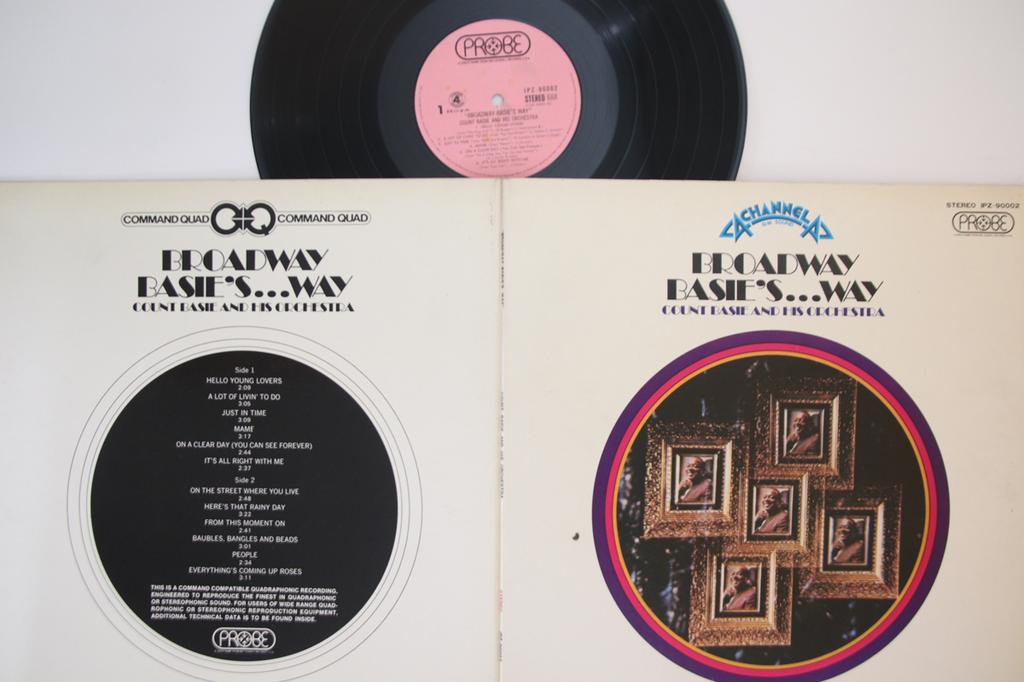 PROBE
IPZ-90002
1
4
STEREO
"BROADWAY BASIE'S WAY"
COUNT BASIE AND HIS ORCHESTRA
COMMAND QUAD Q+Q COMMAND QUAD
BROADWAY
BASIE'S...WAY
COUNT BASIE AND HIS ORCHESTRA
Side 1
HELLO YOUNG LOVERS
2:09
A LOT OF LIVIN' TO DO
3:05
JUST IN TIME
3:09
MAME
3:17
ON A CLEAR DAY (YOU CAN SEE FOREVER)
2:44
IT'S ALL RIGHT WITH ME
2:37
Side 2
ON THE STREET WHERE YOU LIVE
2:48
HERE'S THAT RAINY DAY
3:22
FROM THIS MOMENT ON
2:41
BAUBLES, BANGLES AND BEADS
3:01
PEOPLE
2:34
EVERYTHING'S COMING UP ROSES
3:11
THIS IS A COMMAND COMPATIBLE QUADRAPHONIC RECORDING,
ENGINEERED TO REPRODUCE THE FINEST IN QUADRAPHONIC
OR STEREOPHONIC SOUND. FOR USERS OF WIDE RANGE QUAD-
ROPHONIC OR STEREOPHONIC REPRODUCTION EQUIPMENT,
ADDITIONAL TECHNICAL DATA IS TO BE FOUND INSIDE.
PROBE
4 CHANNEL 4
STEREO IPZ-90002
PROBE
BROADWAY
BASIE'S...WAY
COUNT BASIE AND HIS ORCHESTRA